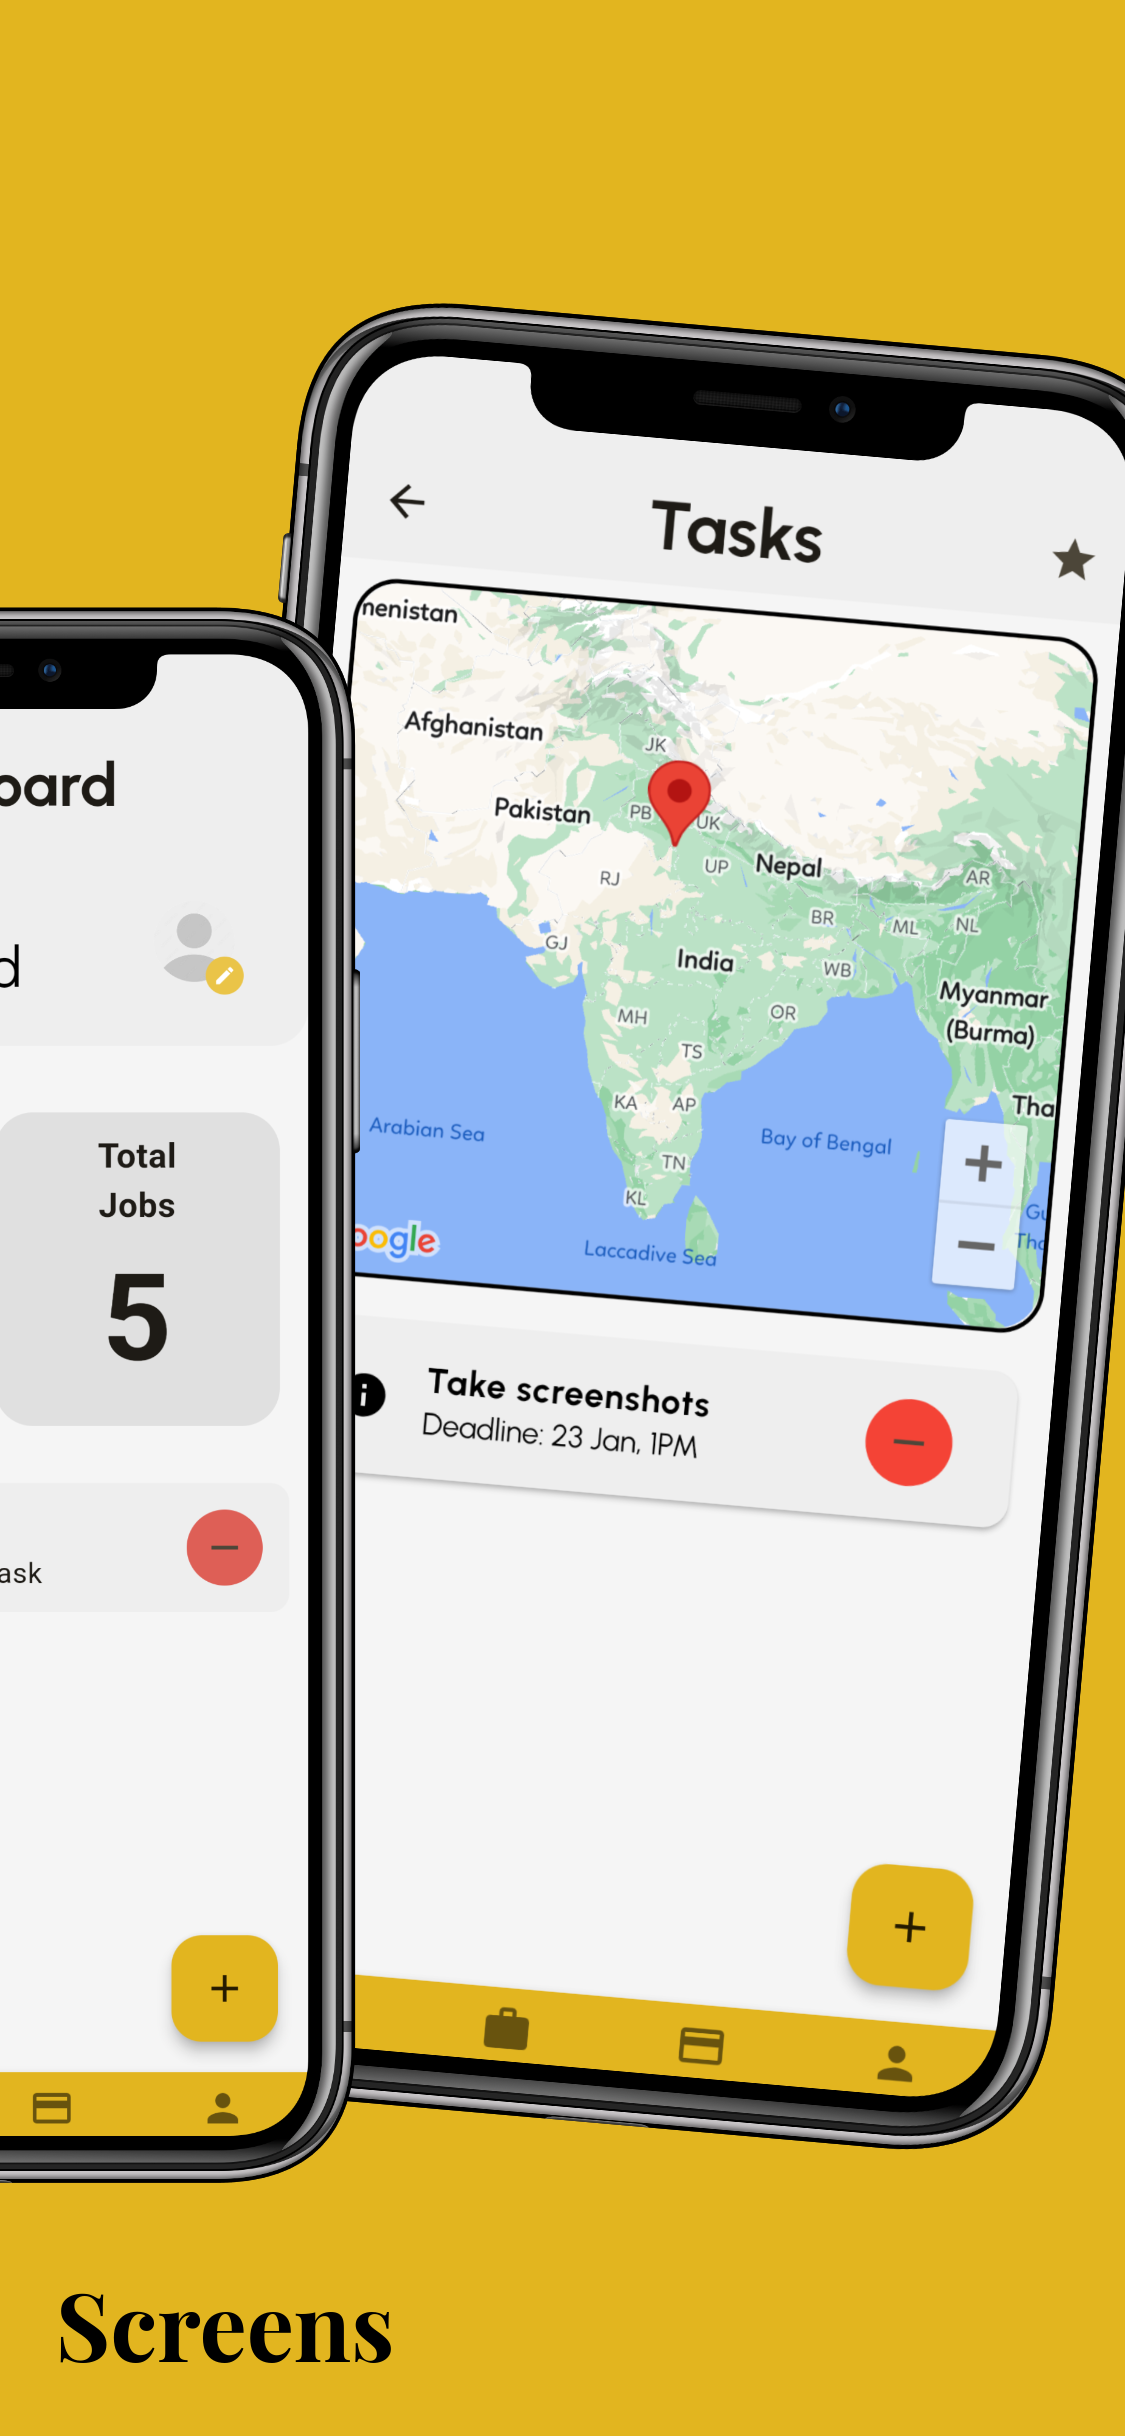 Tasks
nenistan
Afghanistan
JK
Pakistan
PB
UK
RJ
UP
Nepal
AR
BR
ML
NL
GJ
India
WB
Myanmar
(Burma)
MH
OR
TS
KA
AP
Tha
Arabian Sea
Bay of Bengal
TN
KL
Gu
Tha
oogle
Laccadive Sea
Take screenshots
Deadline: 23 Jan, 1PM
oard
d
Total
Jobs
5
ask
Screens